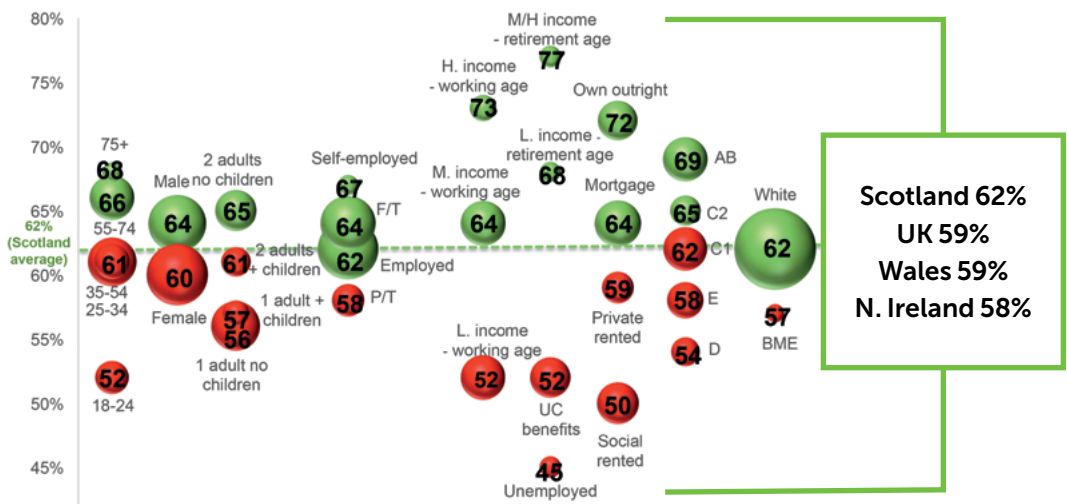 80%
75%
70%
65%
62%
(Scotland
average)
60%
55%
50%
45%
75+
68
66
55-74
61
35-54
25-34
52
18-24
Male
64
60
Female
2 adults
no children
65
61
2 adults
+ children
57
1 adult +
children
56
1 adult no
children
Self-employed
67
F/T
64
62
Employed
58
P/T
H. income
- working age
73
M. income
- working age
64
L. income
- working age
52
M/H income
- retirement age
77
L. income -
retirement age
68
52
UC
benefits
45
Unemployed
Own outright
72
Mortgage
64
59
Private
rented
50
Social
rented
69
AB
65
C2
62
C1
58
E
54
D
White
62
57
BME
Scotland 62%
UK 59%
Wales 59%
N. Ireland 58%